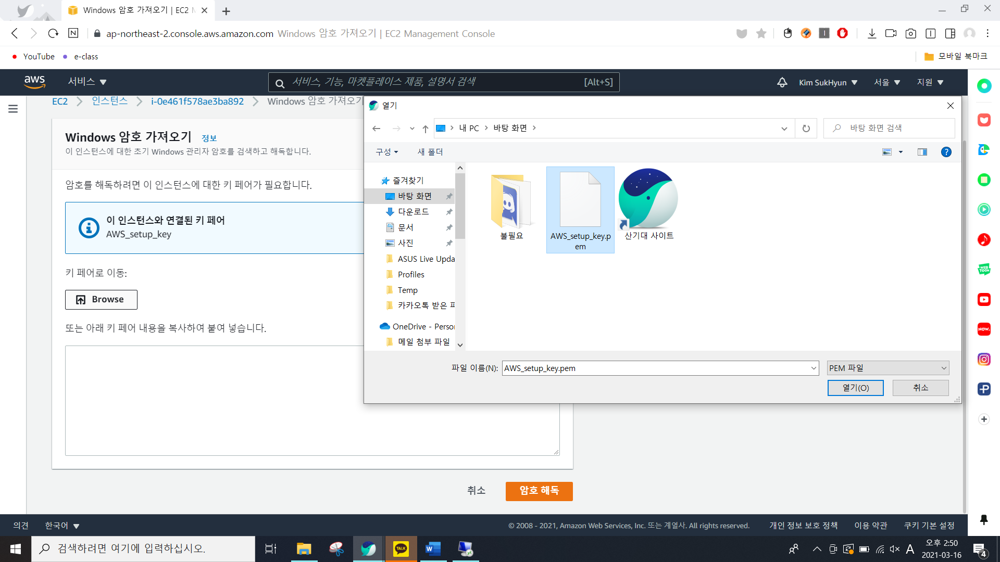 Windows 암호 가져오기 | EC2 M
ap-northeast-2.console.aws.amazon.com Windows 암호 가져오기 | EC2 Management Console
YouTube
e-class
모바일 북마크
aws
서비스
서비스, 기능, 마켓플레이스 제품, 설명서 검색
[Alt+S]
Kim SukHyun
서울
지원
EC2
인스턴스
i-0e461f578ae3ba892
Windows 암호 가져오기
Windows 암호 가져오기 정보
이 인스턴스에 대한 초기 Windows 관리자 암호를 검색하고 해독합니다.
암호를 해독하려면 이 인스턴스에 대한 키 페어가 필요합니다.
이 인스턴스와 연결된 키 페어
AWS_setup_key
키 페어로 이동:
Browse
또는 아래 키 페어 내용을 복사하여 붙여 넣습니다.
취소
암호 해독
열기
내 PC
바탕 화면
바탕 화면 검색
구성
새 폴더
즐겨찾기
바탕 화면
다운로드
문서
사진
ASUS Live Upda
Profiles
Temp
카카오톡 받은 파
OneDrive - Person
메일 첨부 파일
불필요
AWS_setup_key.p
em
산기대 사이트
파일 이름(N):
AWS_setup_key.pem
PEM 파일
열기(O)
취소
WEB
TOON
NOW.
의견
한국어
© 2008 - 2021, Amazon Web Services, Inc. 또는 계열사. All rights reserved.
개인 정보 보호 정책
이용 약관
쿠키 기본 설정
검색하려면 여기에 입력하십시오.
TALK
A
오후 2:50
2021-03-16
4